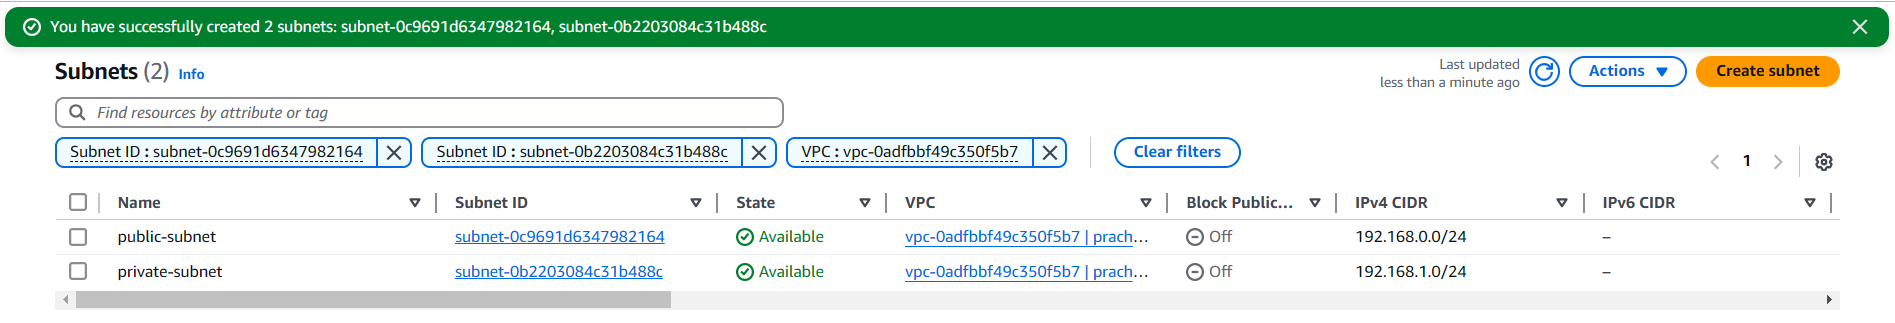 You have successfully created 2 subnets: subnet-0c9691d6347982164, subnet-0b2203084c31b488c
Subnets (2) Info
Last updated
less than a minute ago
Actions
Create subnet
Find resources by attribute or tag
Subnet ID : subnet-0c9691d6347982164
Subnet ID : subnet-0b2203084c31b488c
VPC : vpc-0adfbbf49c350f5b7
Clear filters
1
Name Subnet ID State VPC Block Public... IPv4 CIDR IPv6 CIDR
public-subnet subnet-0c9691d6347982164 Available vpc-0adfbbf49c350f5b7 | prach... Off 192.168.0.0/24 –
private-subnet subnet-0b2203084c31b488c Available vpc-0adfbbf49c350f5b7 | prach... Off 192.168.1.0/24 –